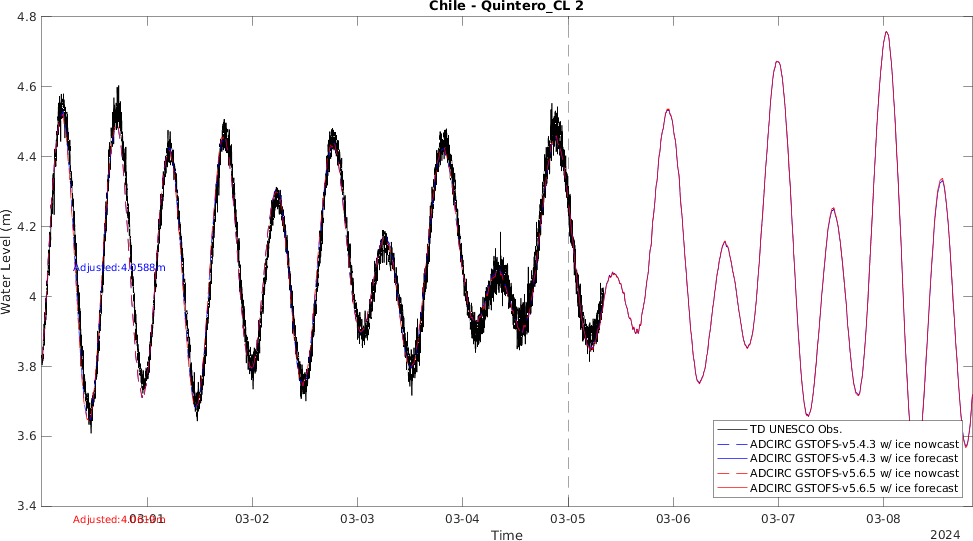 Chile - Quintero_CL 2
4.8
4.6
4.4
4.2
4
3.8
3.6
3.4
Water Level (m)
Adjusted:4.0588m
TD UNESCO Obs.
ADCIRC GSTOFS-v5.4.3 w/ ice nowcast
ADCIRC GSTOFS-v5.4.3 w/ ice forecast
ADCIRC GSTOFS-v5.6.5 w/ ice nowcast
ADCIRC GSTOFS-v5.6.5 w/ ice forecast
03-01 03-02 03-03 03-04 03-05 03-06 03-07 03-08
Time
2024